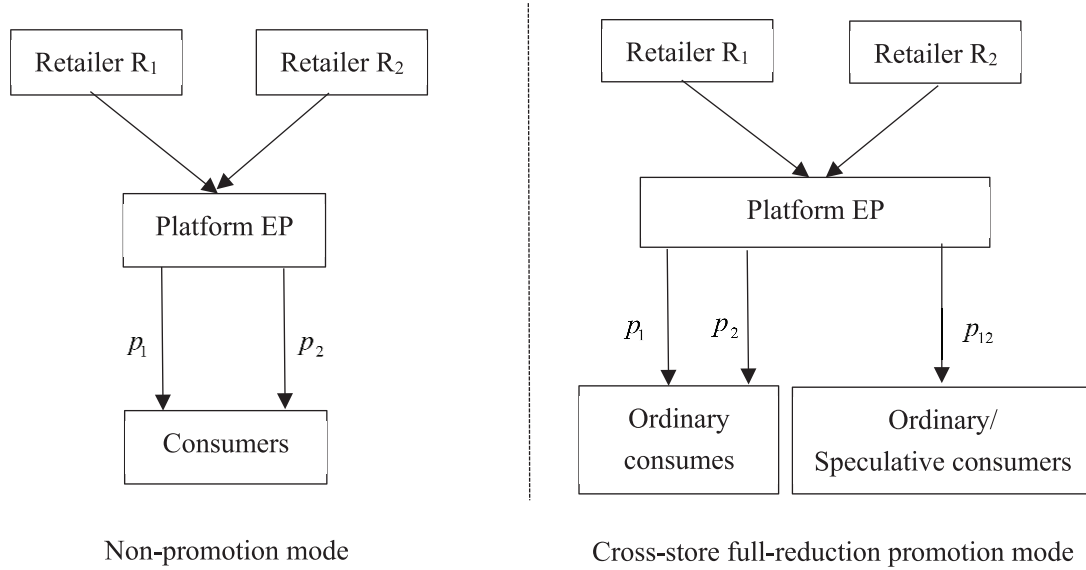 Retailer R₁
Retailer R₂
Platform EP
p₁
p₂
Consumers
Non-promotion mode
Retailer R₁
Retailer R₂
Platform EP
p₁
p₂
p₁₂
Ordinary
consumes
Ordinary/
Speculative consumers
Cross-store full-reduction promotion mode